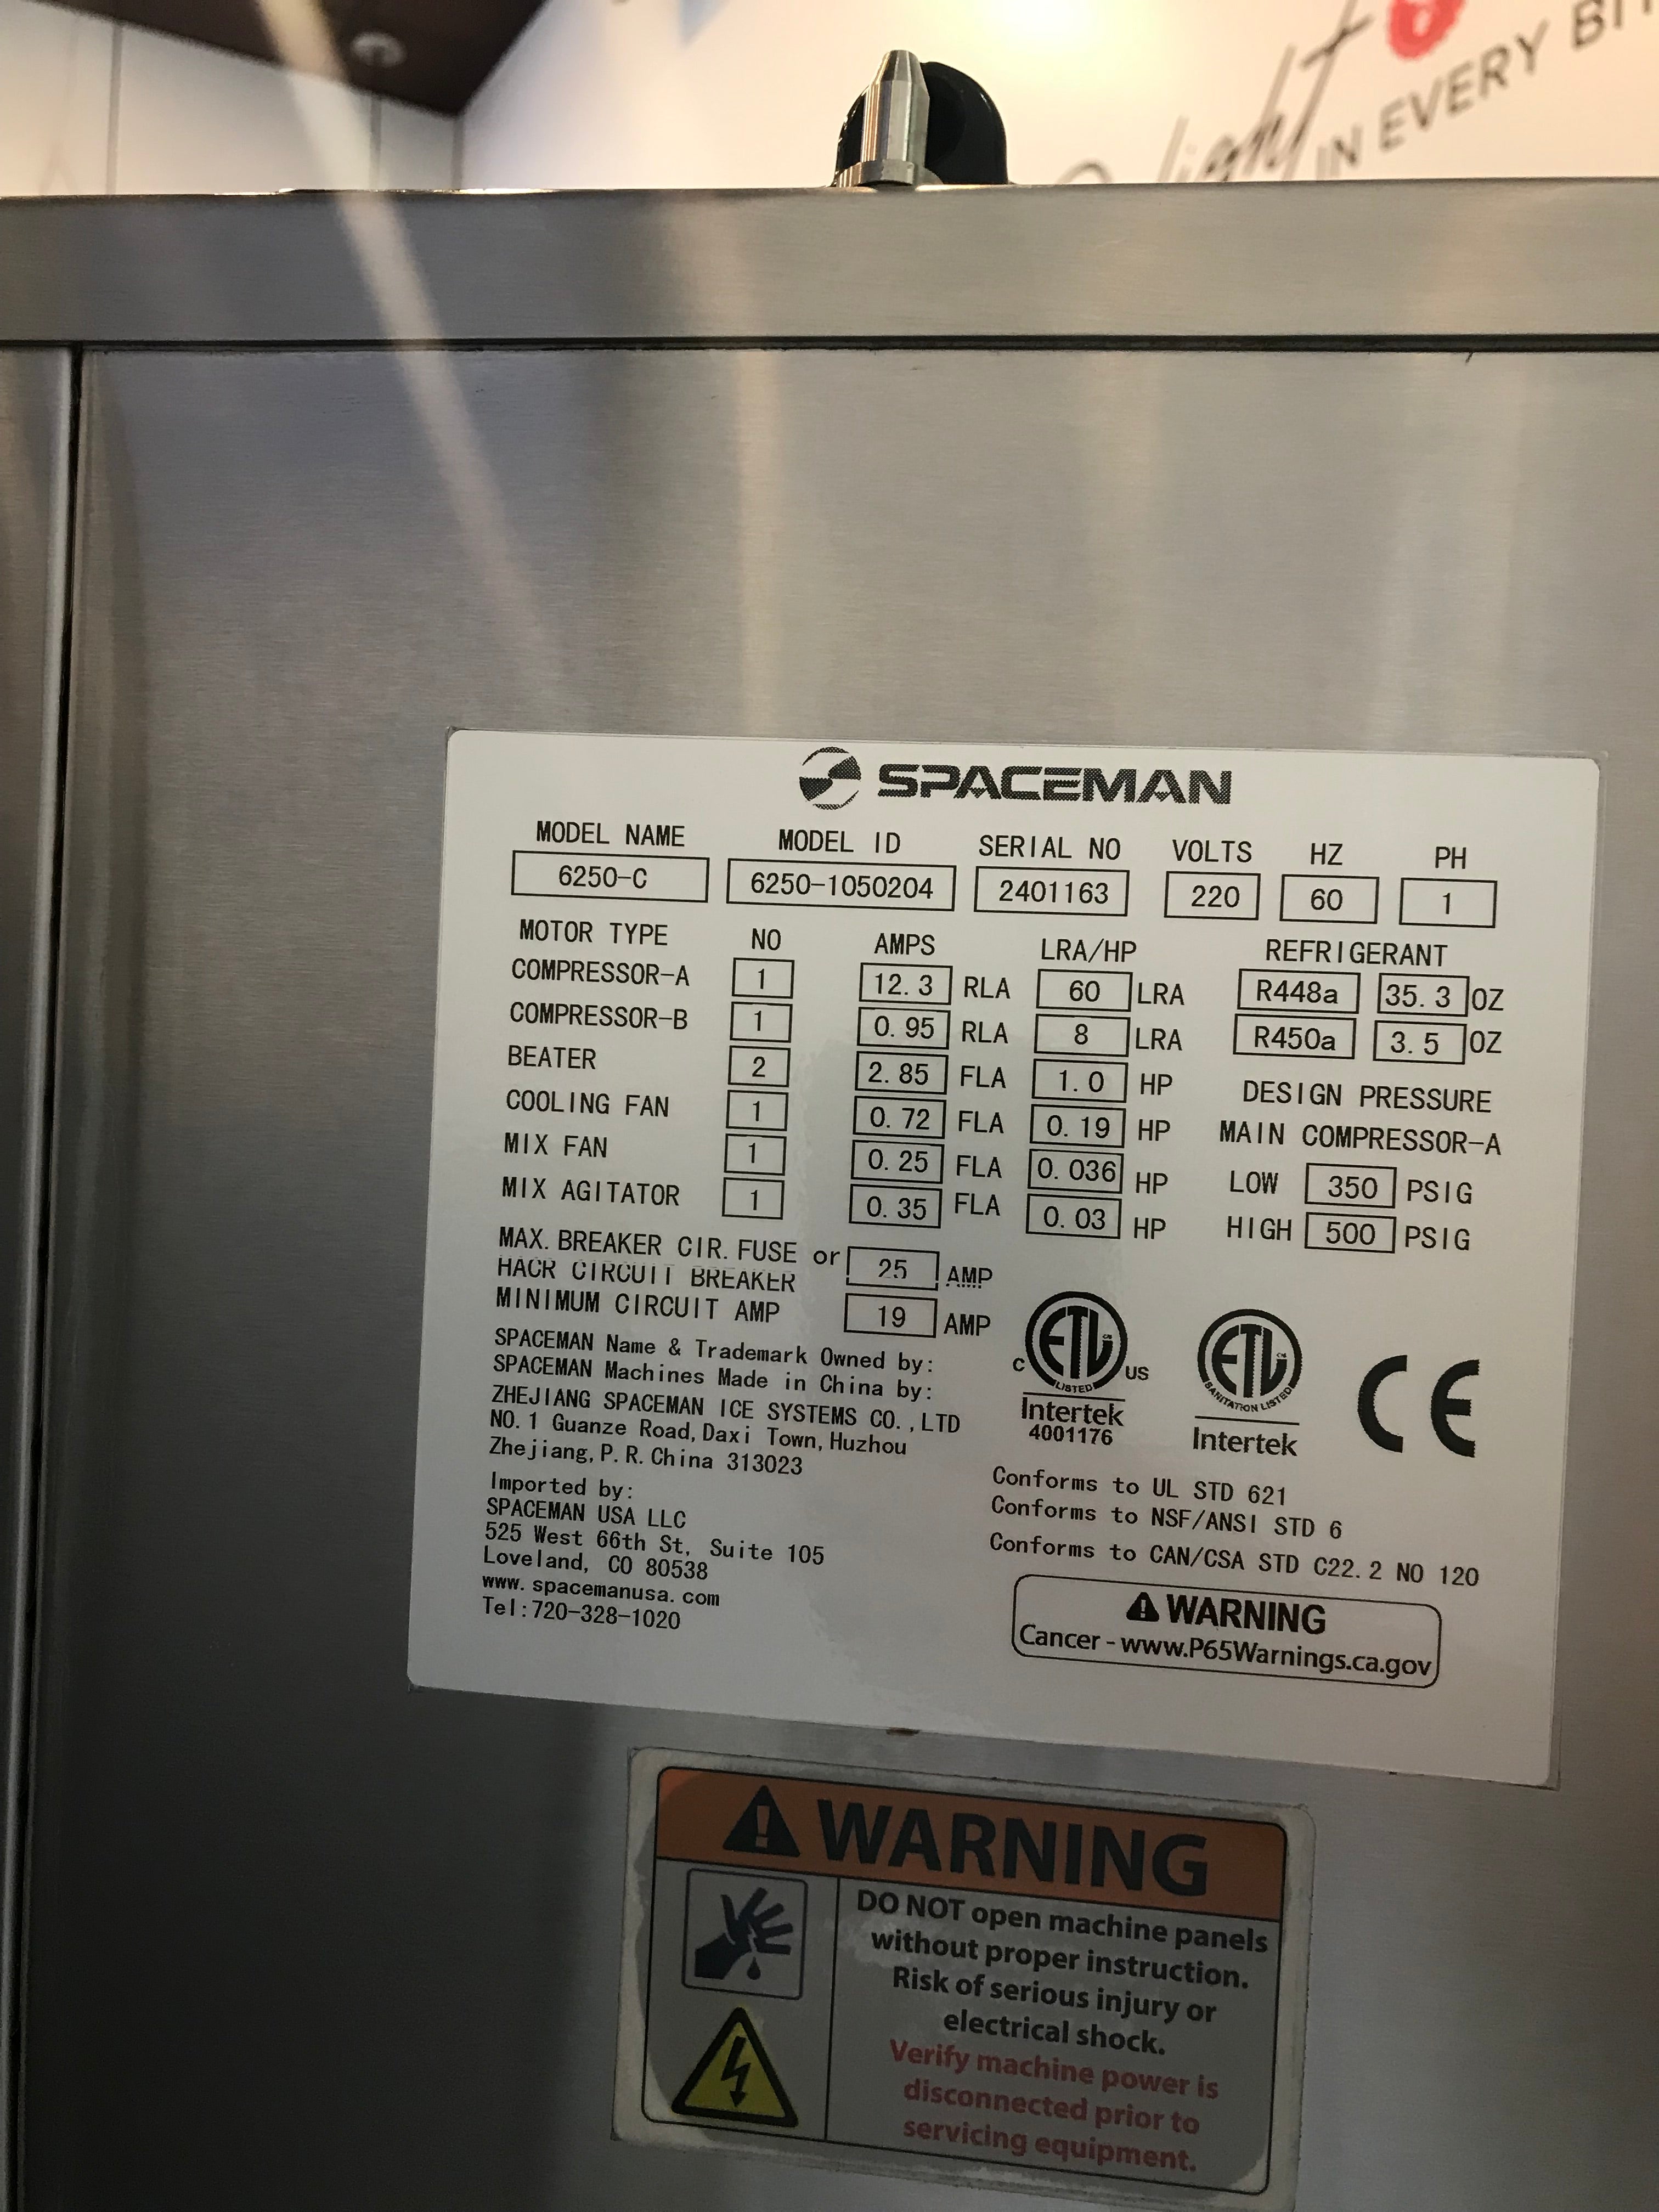 light
IN EVERY
SPACEMAN
MODEL NAME MODEL ID SERIAL NO VOLTS HZ PH
6250-C 6250-1050204 2401163 220 60 1
MOTOR TYPE NO AMPS LRA/HP REFRIGERANT
COMPRESSOR-A 1 12.3 RLA 60 LRA R448a 35.3 OZ
COMPRESSOR-B 1 0.95 RLA 8 LRA R450a 3.5 OZ
BEATER 2 2.85 FLA 1.0 HP DESIGN PRESSURE
COOLING FAN 1 0.72 FLA 0.19 HP MAIN COMPRESSOR-A
MIX FAN 1 0.25 FLA 0.036 HP LOW 350 PSIG
MIX AGITATOR 1 0.35 FLA 0.03 HP HIGH 500 PSIG
MAX. BREAKER CIR. FUSE or
HACR CIRCUIT BREAKER 25 AMP
MINIMUM CIRCUIT AMP 19 AMP
SPACEMAN Name & Trademark Owned by:
SPACEMAN Machines Made in China by:
ZHEJIANG SPACEMAN ICE SYSTEMS CO.,LTD
NO.1 Guanze Road, Daxi Town, Huzhou
Zhejiang, P.R.China 313023
Imported by:
SPACEMAN USA LLC
525 West 66th St, Suite 105
Loveland, CO 80538
www.spacemanusa.com
Tel:720-328-1020
C ETL US
LISTED
Intertek
4001176
ETL
SANITATION LISTED
Intertek
CE
Conforms to UL STD 621
Conforms to NSF/ANSI STD 6
Conforms to CAN/CSA STD C22.2 NO 120
WARNING
Cancer - www.P65Warnings.ca.gov
WARNING
DO NOT open machine panels
without proper instruction.
Risk of serious injury or
electrical shock.
Verify machine power is
disconnected prior to
servicing equipment.